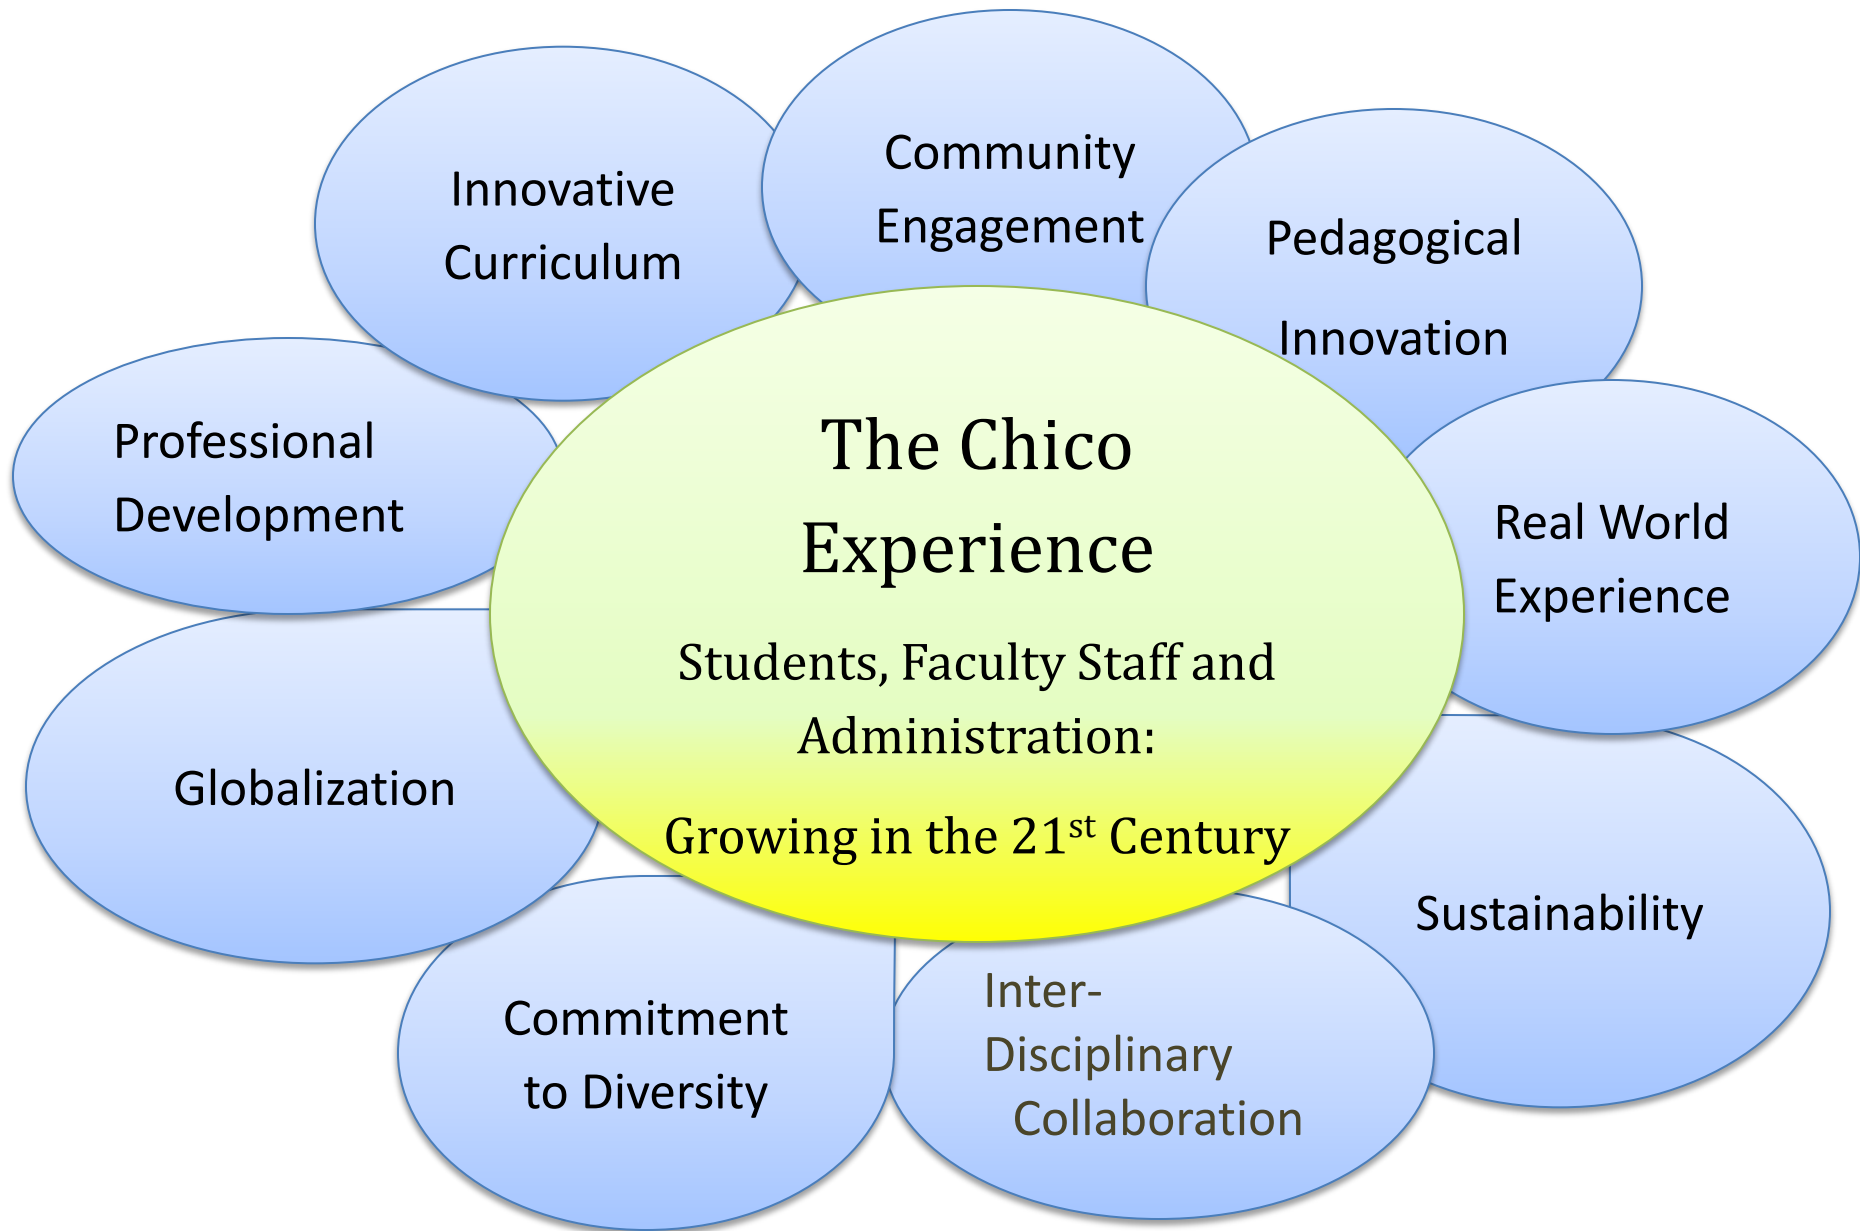 Community
Engagement
Innovative
Curriculum
Pedagogical
Innovation
Professional
Development
The Chico
Experience
Students, Faculty Staff and
Administration:
Growing in the 21st Century
Real World
Experience
Globalization
Sustainability
Commitment
to Diversity
Inter-
Disciplinary
Collaboration